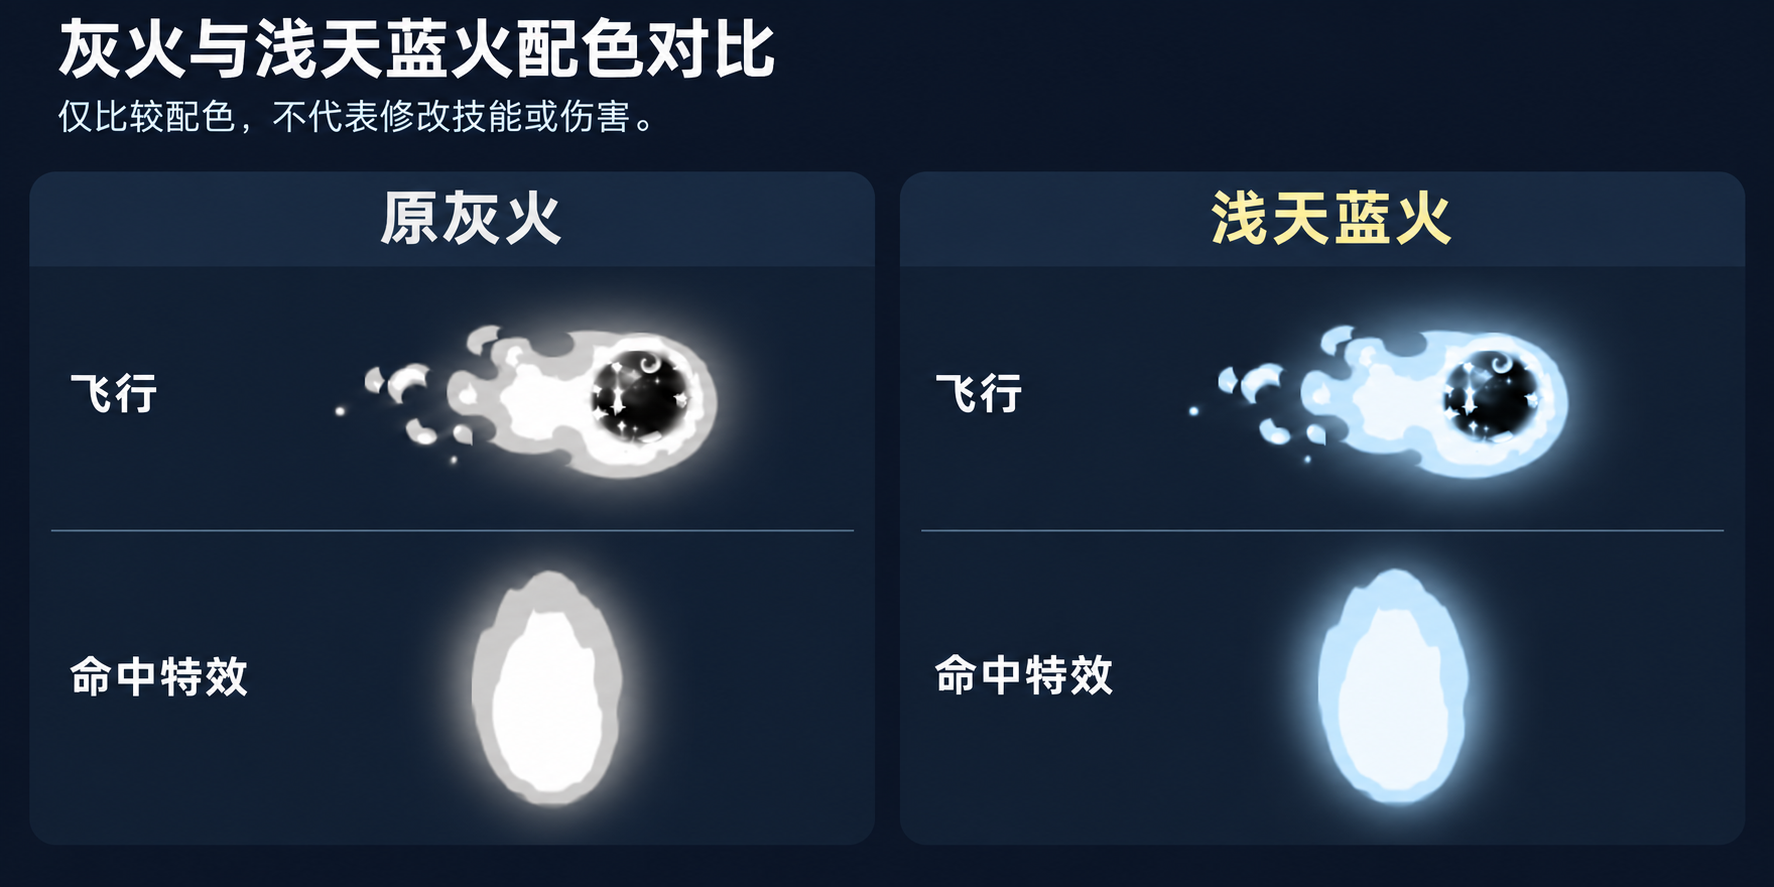 灰火与浅天蓝火配色对比
仅比较配色，不代表修改技能或伤害。
原灰火
飞行
命中特效
浅天蓝火
飞行
命中特效